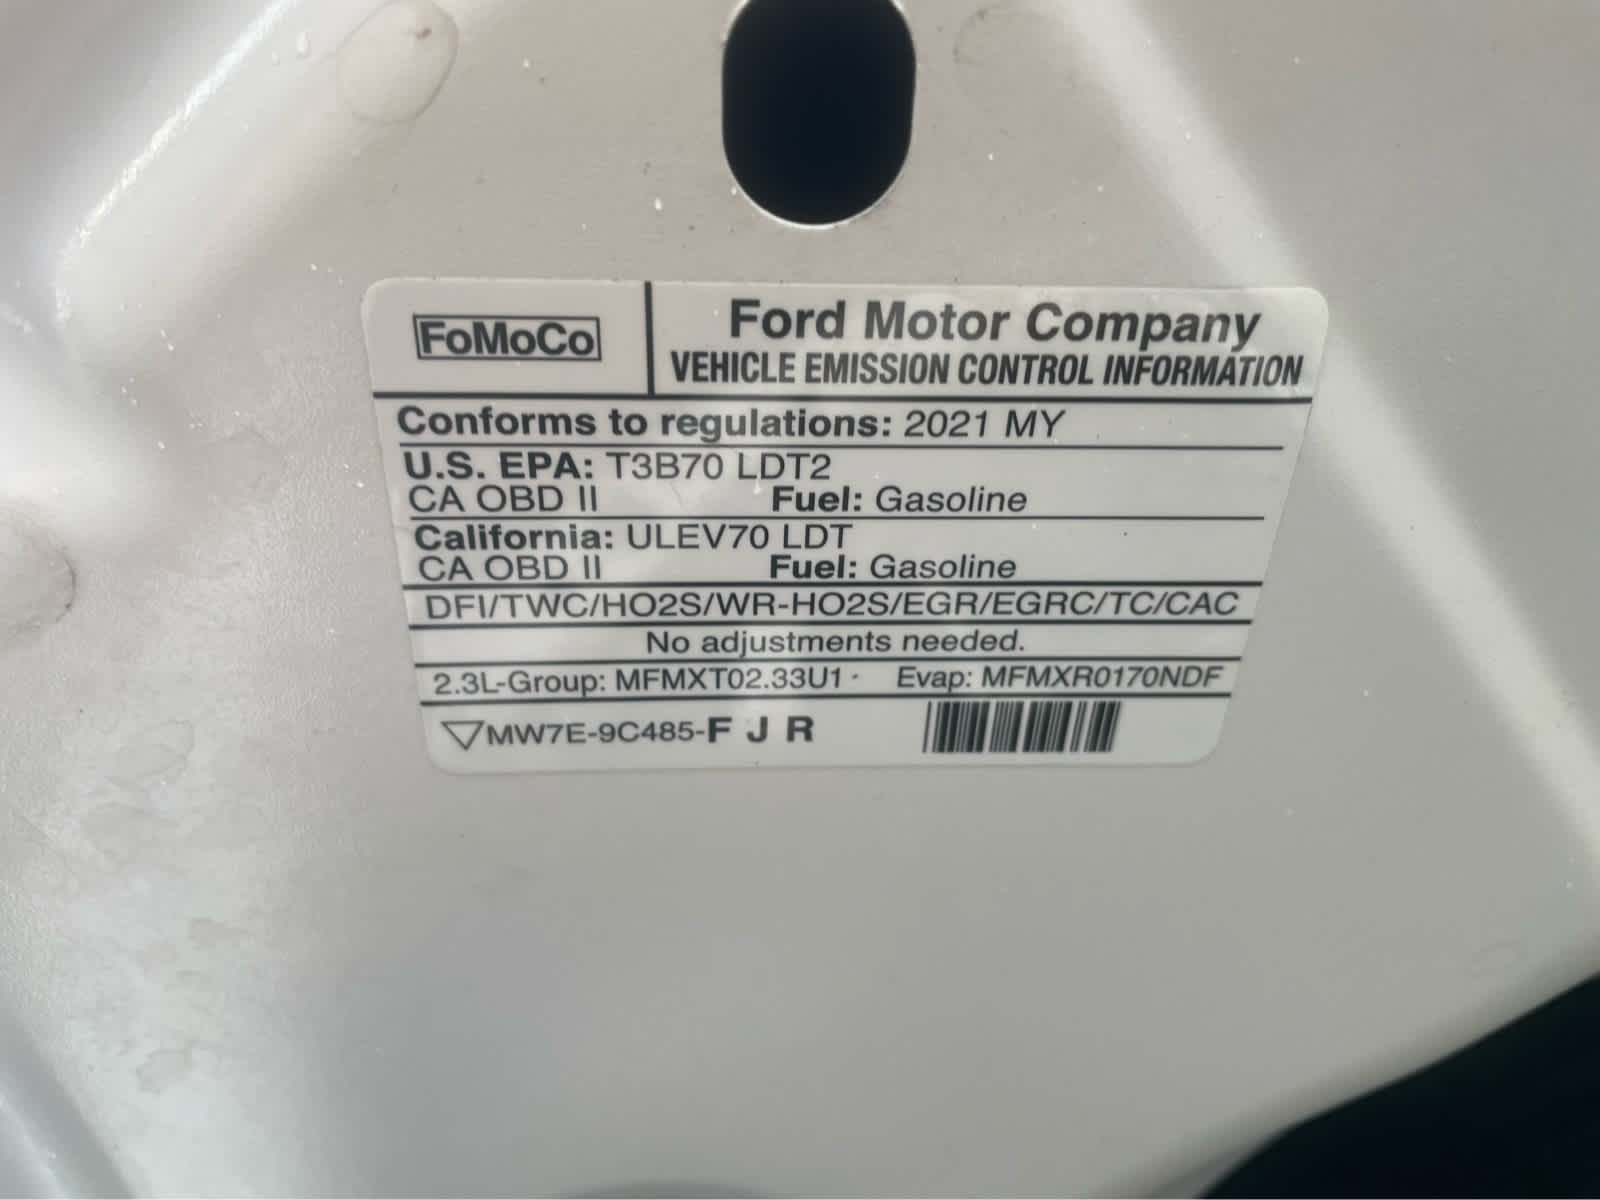 FoMoCo
Ford Motor Company
VEHICLE EMISSION CONTROL INFORMATION
Conforms to regulations: 2021 MY
U.S. EPA: T3B70 LDT2
CA OBD II Fuel: Gasoline
California: ULEV70 LDT
CA OBD II Fuel: Gasoline
DFI/TWC/HO2S/WR-HO2S/EGR/EGRC/TC/CAC
No adjustments needed.
2.3L-Group: MFMXT02.33U1 Evap: MFMXR0170NDF
MW7E-9C485-F J R